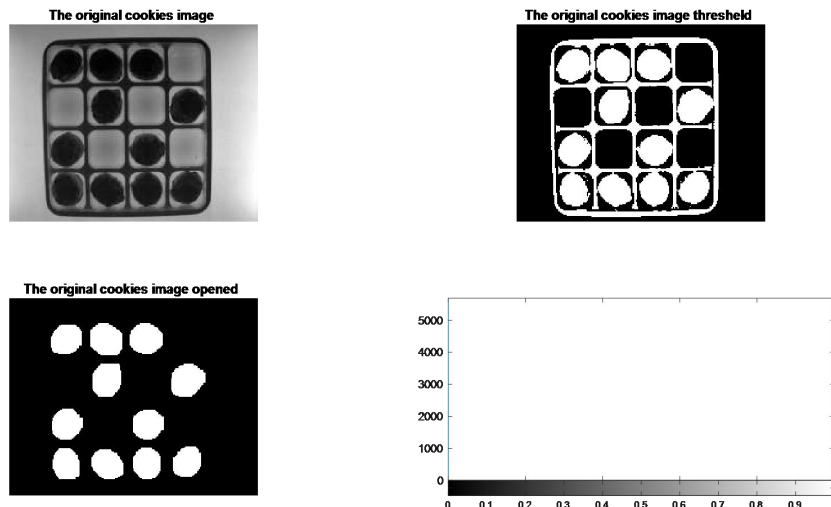 The original cookies image
The original cookies image thresheld
The original cookies image opened
5000
4000
3000
2000
1000
0
0 0.1 0.2 0.3 0.4 0.5 0.6 0.7 0.8 0.9